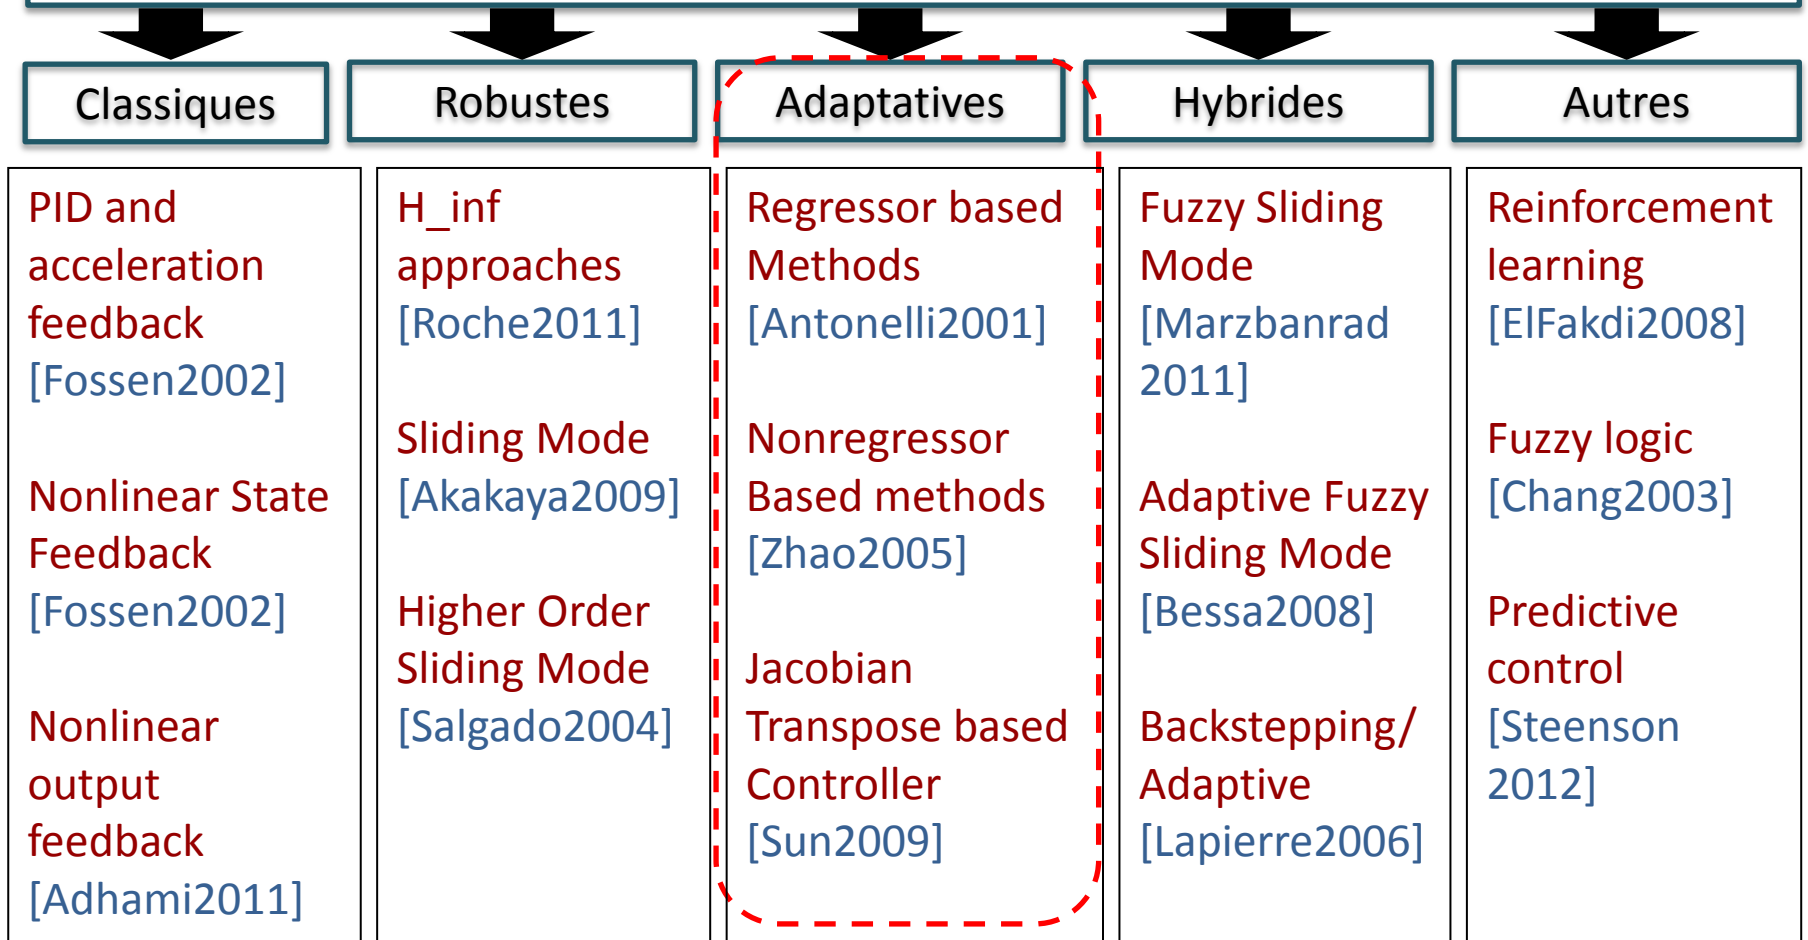 Classiques
Robustes
Adaptatives
Hybrides
Autres
PID and
acceleration
feedback
[Fossen2002]
Nonlinear State
Feedback
[Fossen2002]
Nonlinear
output
feedback
[Adhami2011]
H_inf
approaches
[Roche2011]
Sliding Mode
[Akakaya2009]
Higher Order
Sliding Mode
[Salgado2004]
Regressor based
Methods
[Antonelli2001]
Nonregressor
Based methods
[Zhao2005]
Jacobian
Transpose based
Controller
[Sun2009]
Fuzzy Sliding
Mode
[Marzbanrad
2011]
Adaptive Fuzzy
Sliding Mode
[Bessa2008]
Backstepping/
Adaptive
[Lapierre2006]
Reinforcement
learning
[ElFakdi2008]
Fuzzy logic
[Chang2003]
Predictive
control
[Steenson
2012]